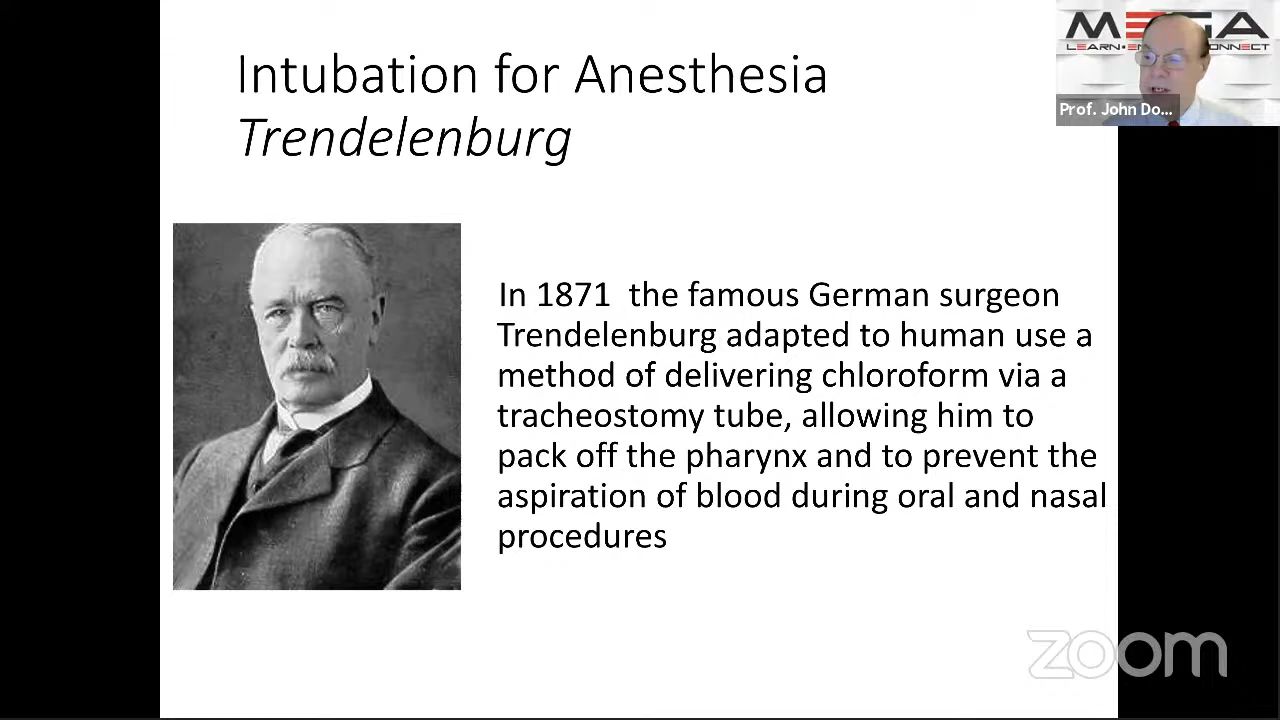 Intubation for Anesthesia
Trendelenburg
In 1871 the famous German surgeon
Trendelenburg adapted to human use a
method of delivering chloroform via a
tracheostomy tube, allowing him to
pack off the pharynx and to prevent the
aspiration of blood during oral and nasal
procedures
Prof. John Do...
zoom